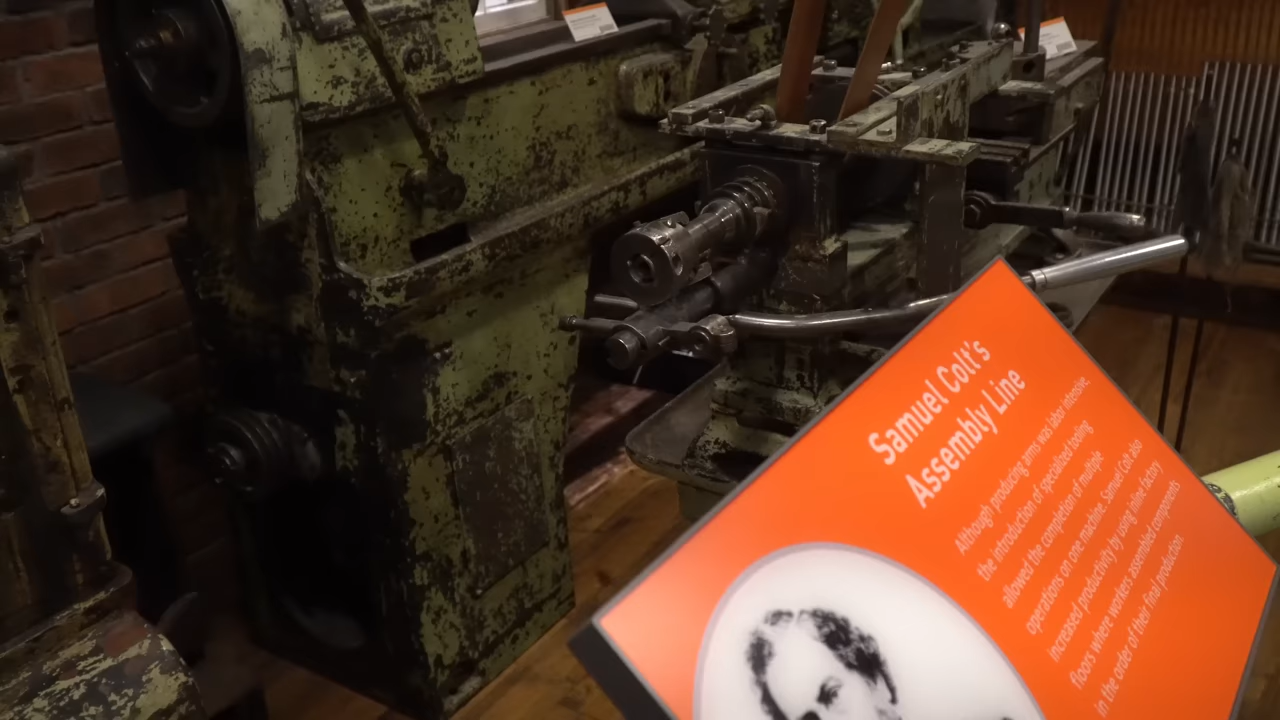 Samuel Colt's
Assembly Line
Although producing arms was labor intensive,
the introduction of specialized tooling
allowed the completion of multiple
operations on one machine. Samuel Colt also
increased productivity by using inline factory
floors where workers assembled components
in the order of their final production.